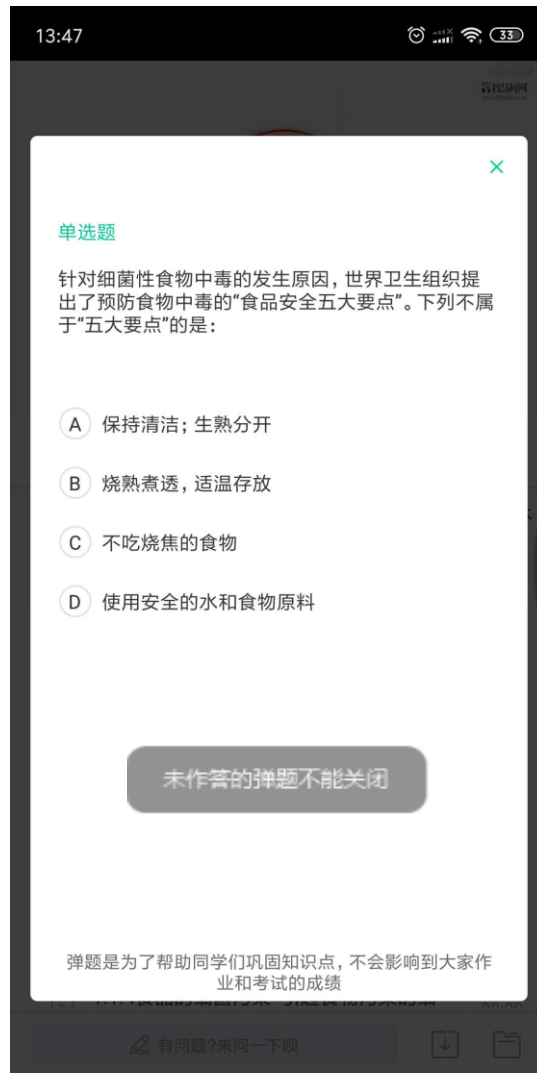 13:47
33
智慧树网
×
单选题
针对细菌性食物中毒的发生原因，世界卫生组织提
出了预防食物中毒的“食品安全五大要点”。下列不属
于“五大要点”的是：
A 保持清洁；生熟分开
B 烧熟煮透，适温存放
C 不吃烧焦的食物
D 使用安全的水和食物原料
未作答的弹题不能关闭
弹题是为了帮助同学们巩固知识点，不会影响到大家作
业和考试的成绩
有问题?来问一下呗